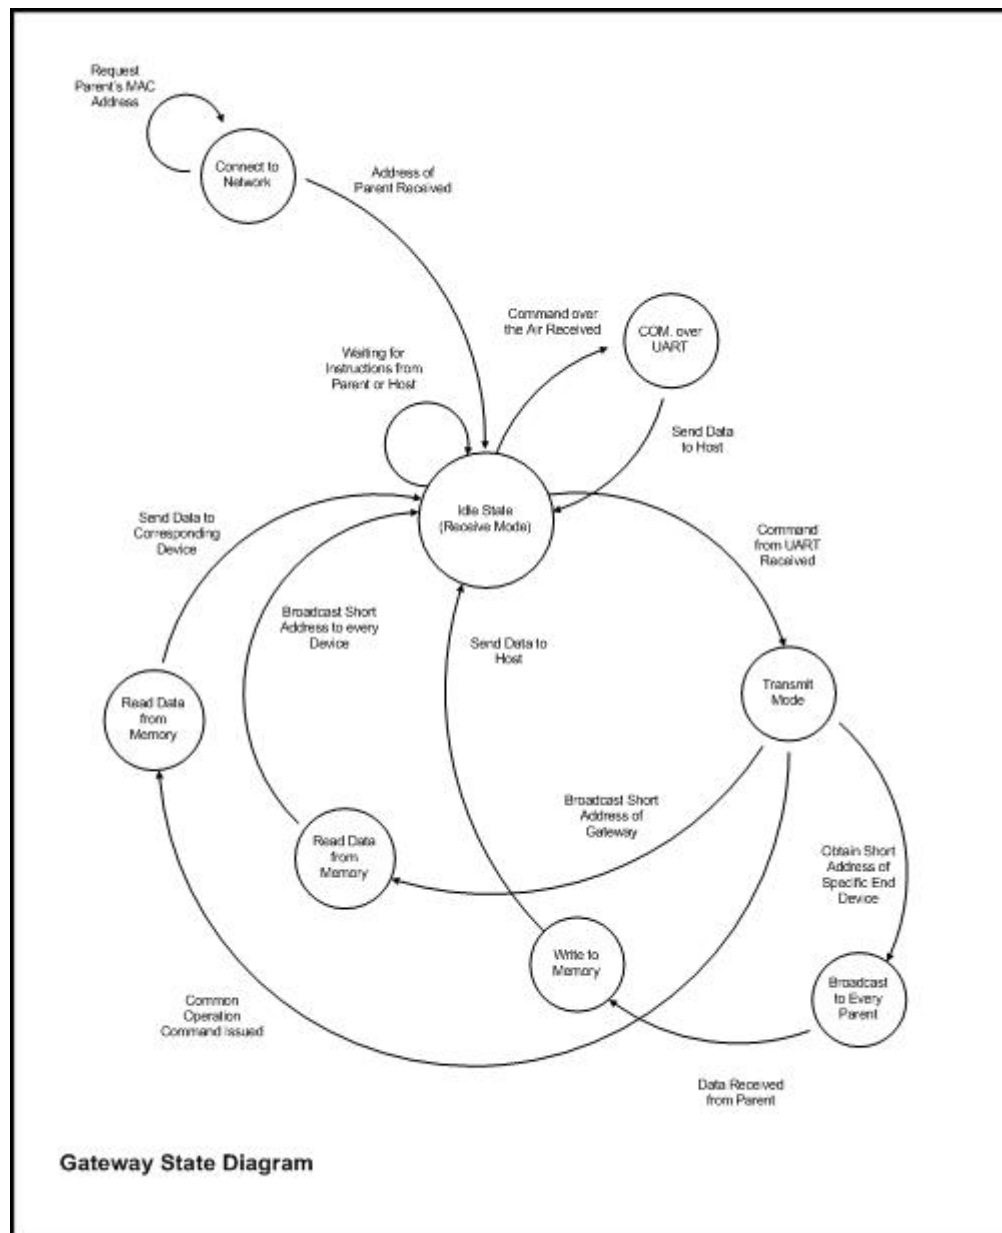 Request
Parent's MAC
Address
Connect to
Network
Address of
Parent Received
Command over
the Air Received
COM. over
UART
Waiting for
Instructions from
Parent or Host
Send Data
to Host
Idle State
(Receive Mode)
Send Data to
Corresponding
Device
Command
from UART
Received
Broadcast Short
Address to every
Device
Send Data to
Host
Read Data
from
Memory
Transmit
Mode
Broadcast Short
Address of
Gateway
Read Data
from
Memory
Obtain Short
Address of
Specific End
Device
Write to
Memory
Broadcast
to Every
Parent
Common
Operation
Command Issued
Data Received
from Parent
Gateway State Diagram